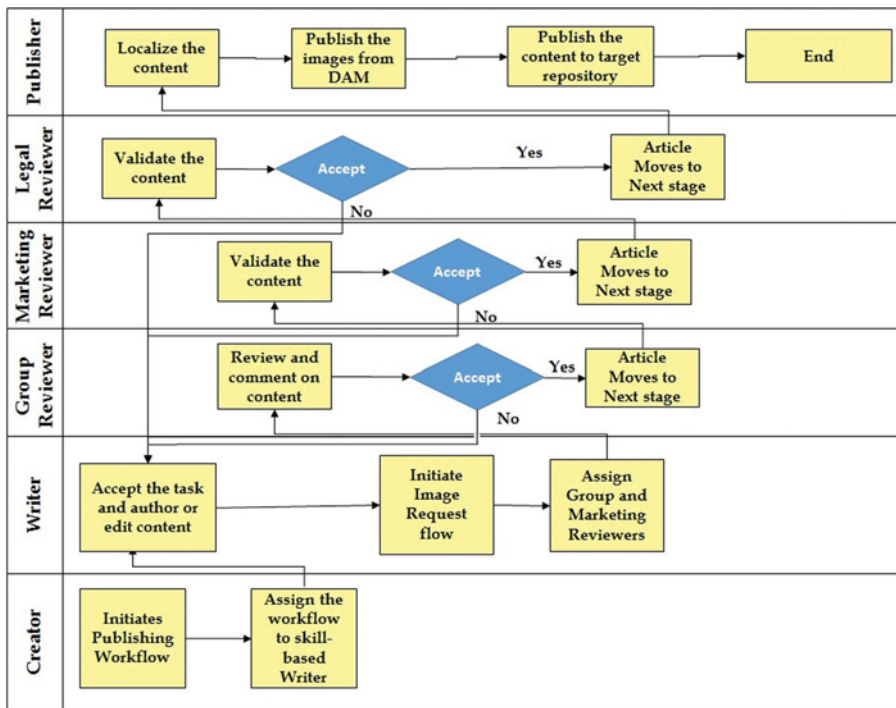 Publisher
Localize the
content
Publish the
images from
DAM
Publish the
content to target
repository
End
Legal
Reviewer
Validate the
content
Accept
Yes
No
Article
Moves to
Next stage
Marketing
Reviewer
Validate the
content
Accept
Yes
No
Article
Moves to
Next stage
Group
Reviewer
Review and
comment on
content
Accept
Yes
No
Article
Moves to
Next stage
Writer
Accept the task
and author or
edit content
Initiate
Image
Request
flow
Assign
Group and
Marketing
Reviewers
Creator
Initiates
Publishing
Workflow
Assign the
workflow
to skill-
based
Writer